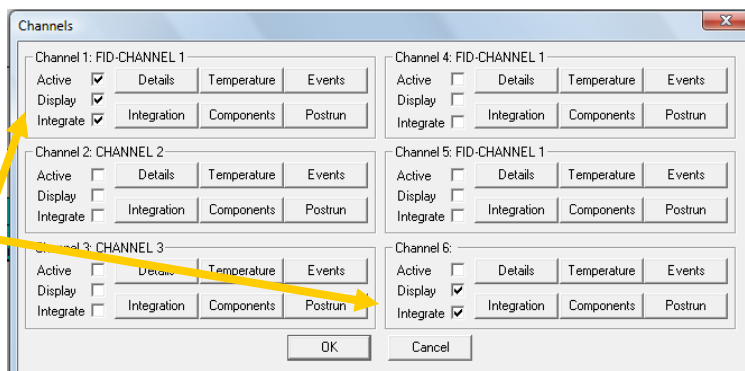 Channels
Channel 1: FID-CHANNEL 1
Active Details Temperature Events
Display
Integrate Integration Components Postrun
Channel 4: FID-CHANNEL 1
Active Details Temperature Events
Display
Integrate Integration Components Postrun
Channel 2: CHANNEL 2
Active Details Temperature Events
Display
Integrate Integration Components Postrun
Channel 5: FID-CHANNEL 1
Active Details Temperature Events
Display
Integrate Integration Components Postrun
Channel 3: CHANNEL 3
Active Details Temperature Events
Display
Integrate Integration Components Postrun
Channel 6:
Active Details Temperature Events
Display
Integrate Integration Components Postrun
OK Cancel